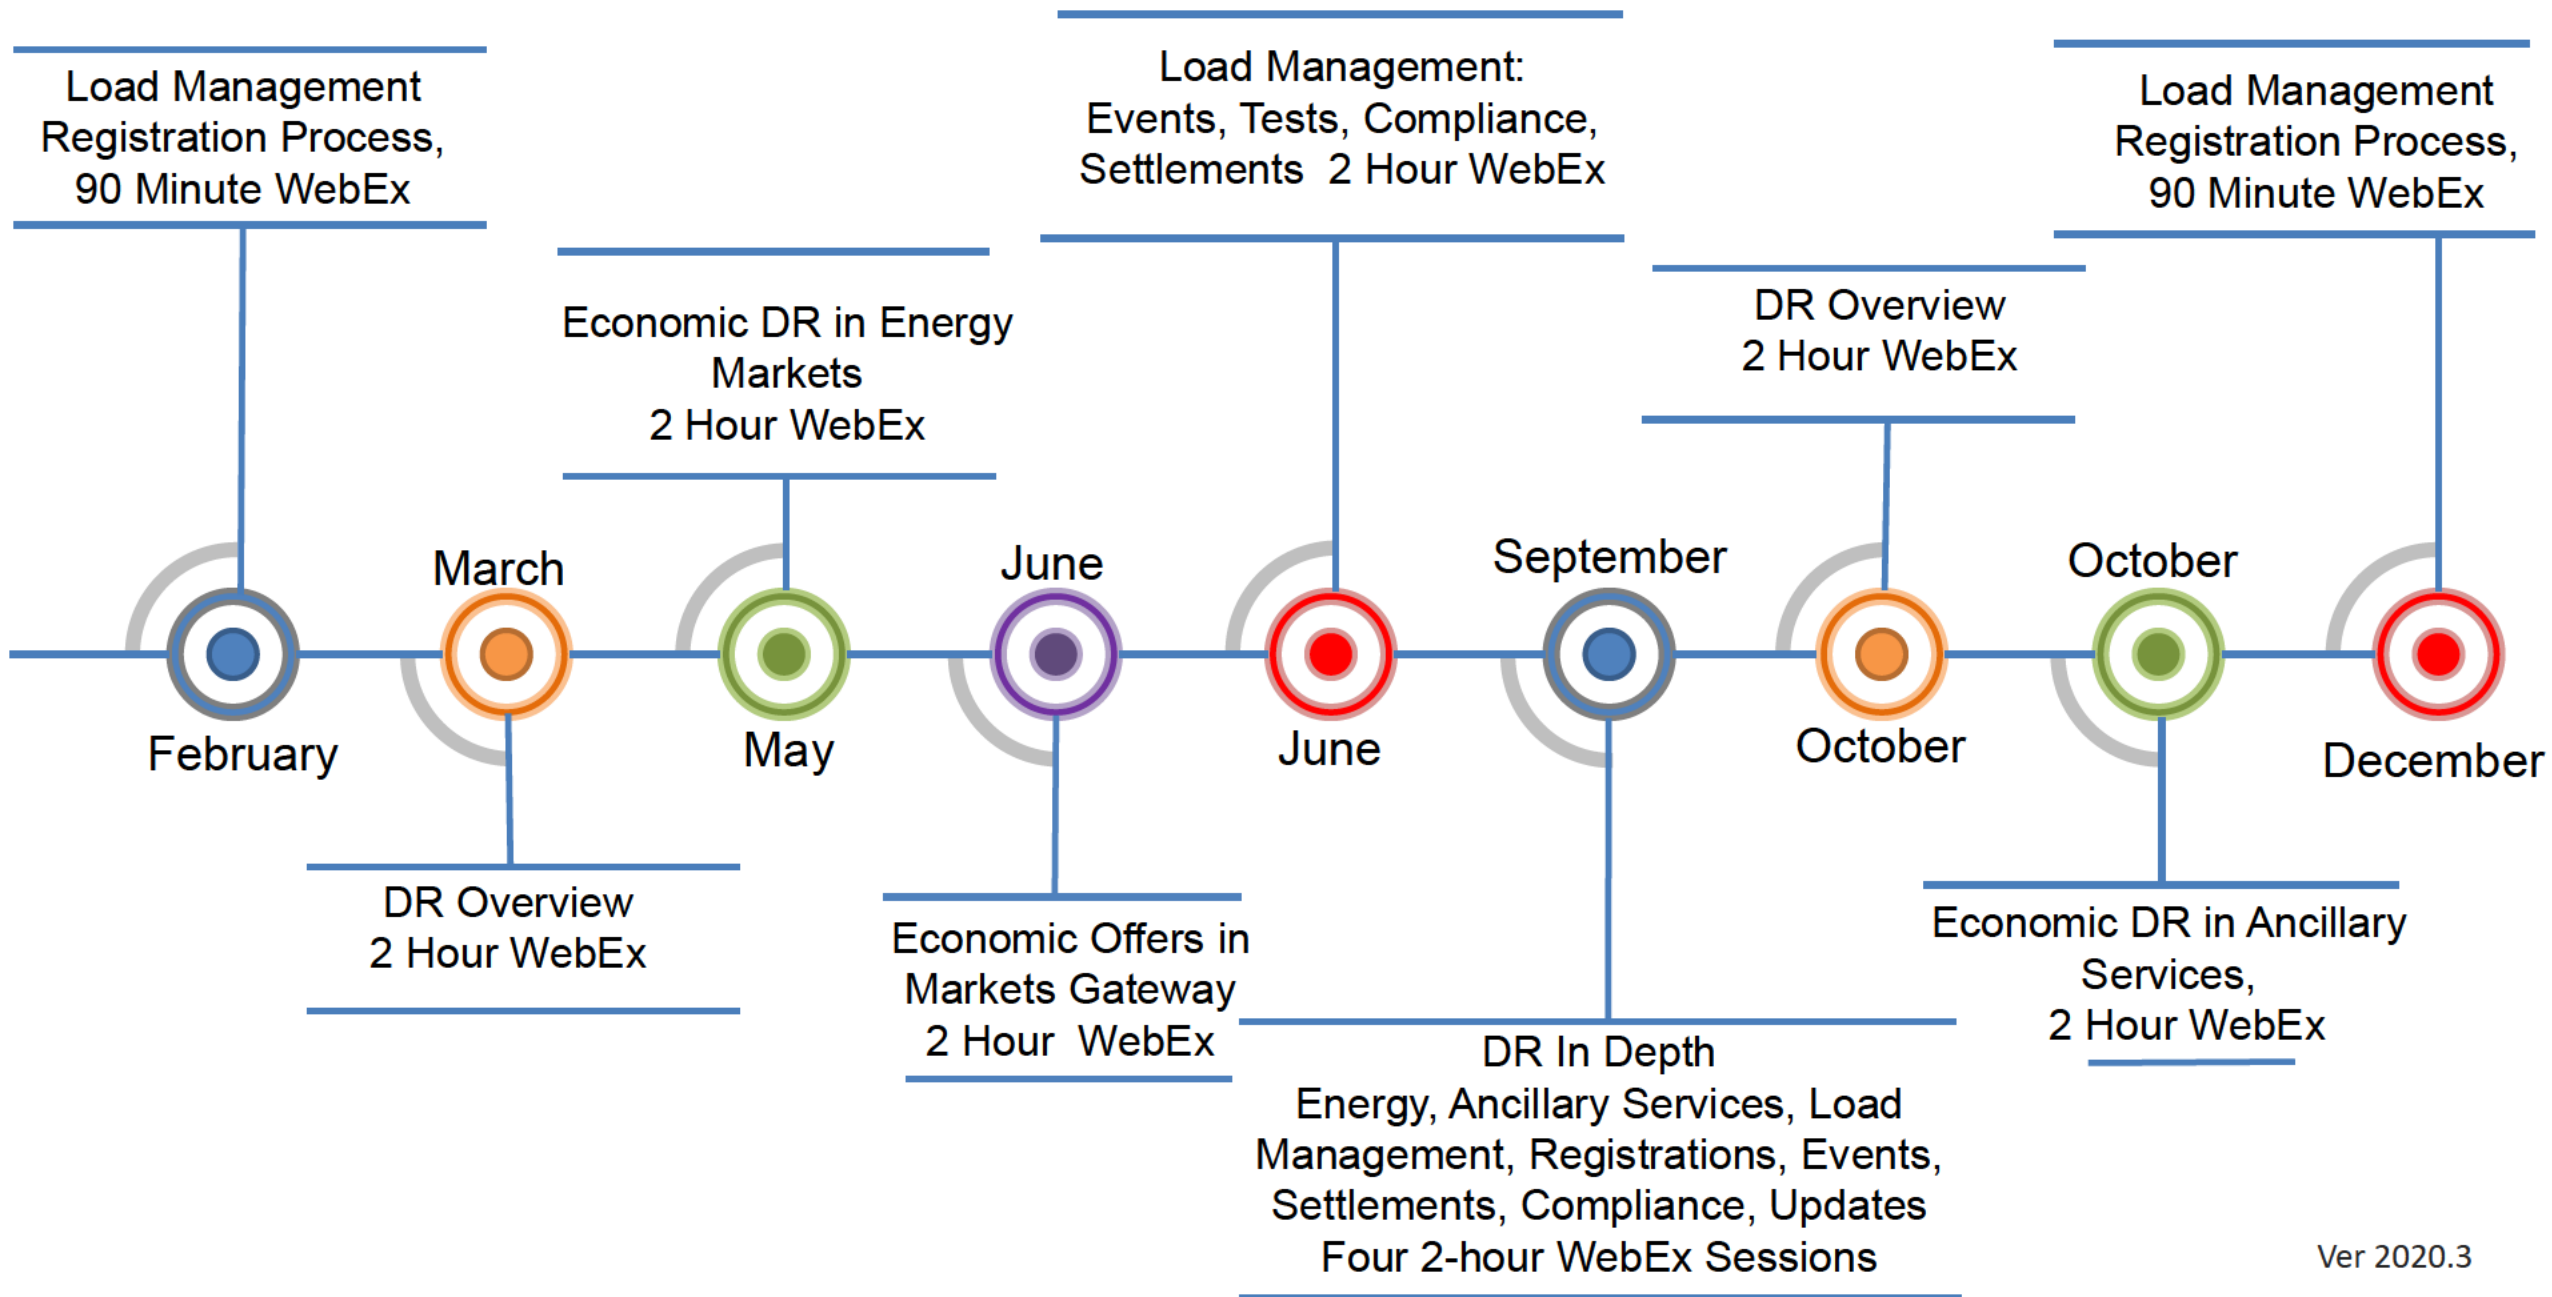 Load Management
Registration Process,
90 Minute WebEx
February
March
DR Overview
2 Hour WebEx
Economic DR in Energy
Markets
2 Hour WebEx
May
June
Economic Offers in
Markets Gateway
2 Hour WebEx
Load Management:
Events, Tests, Compliance,
Settlements 2 Hour WebEx
June
September
DR In Depth
Energy, Ancillary Services, Load
Management, Registrations, Events,
Settlements, Compliance, Updates
Four 2-hour WebEx Sessions
DR Overview
2 Hour WebEx
October
October
Economic DR in Ancillary
Services,
2 Hour WebEx
Load Management
Registration Process,
90 Minute WebEx
December
Ver 2020.3